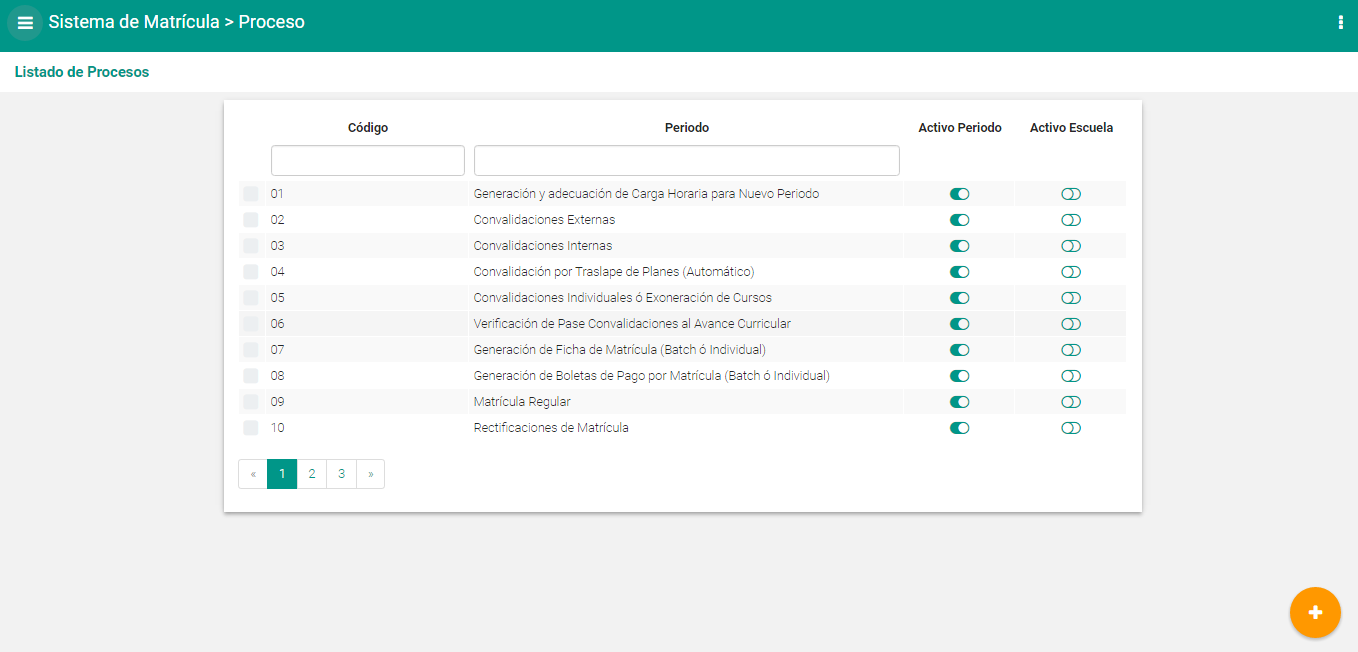 Sistema de Matrícula > Proceso
Listado de Procesos
Código Periodo Activo Periodo Activo Escuela
01 Generación y adecuación de Carga Horaria para Nuevo Periodo
02 Convalidaciones Externas
03 Convalidaciones Internas
04 Convalidación por Traslape de Planes (Automático)
05 Convalidaciones Individuales ó Exoneración de Cursos
06 Verificación de Pase Convalidaciones al Avance Curricular
07 Generación de Ficha de Matrícula (Batch ó Individual)
08 Generación de Boletas de Pago por Matrícula (Batch ó Individual)
09 Matrícula Regular
10 Rectificaciones de Matrícula
« 1 2 3 »